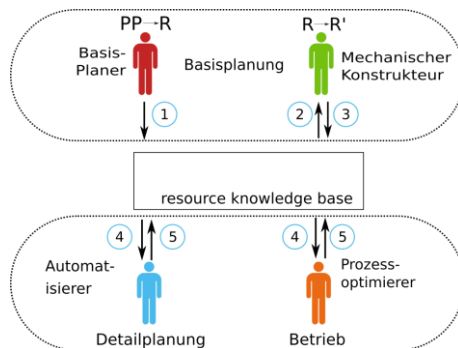 PP→R
R→R'
Basis-
Planer
Basisplanung
Mechanischer
Konstrukteur
1
2
3
resource knowledge base
4
5
4
5
Automat-
isierer
Prozess-
optimierer
Detailplanung
Betrieb